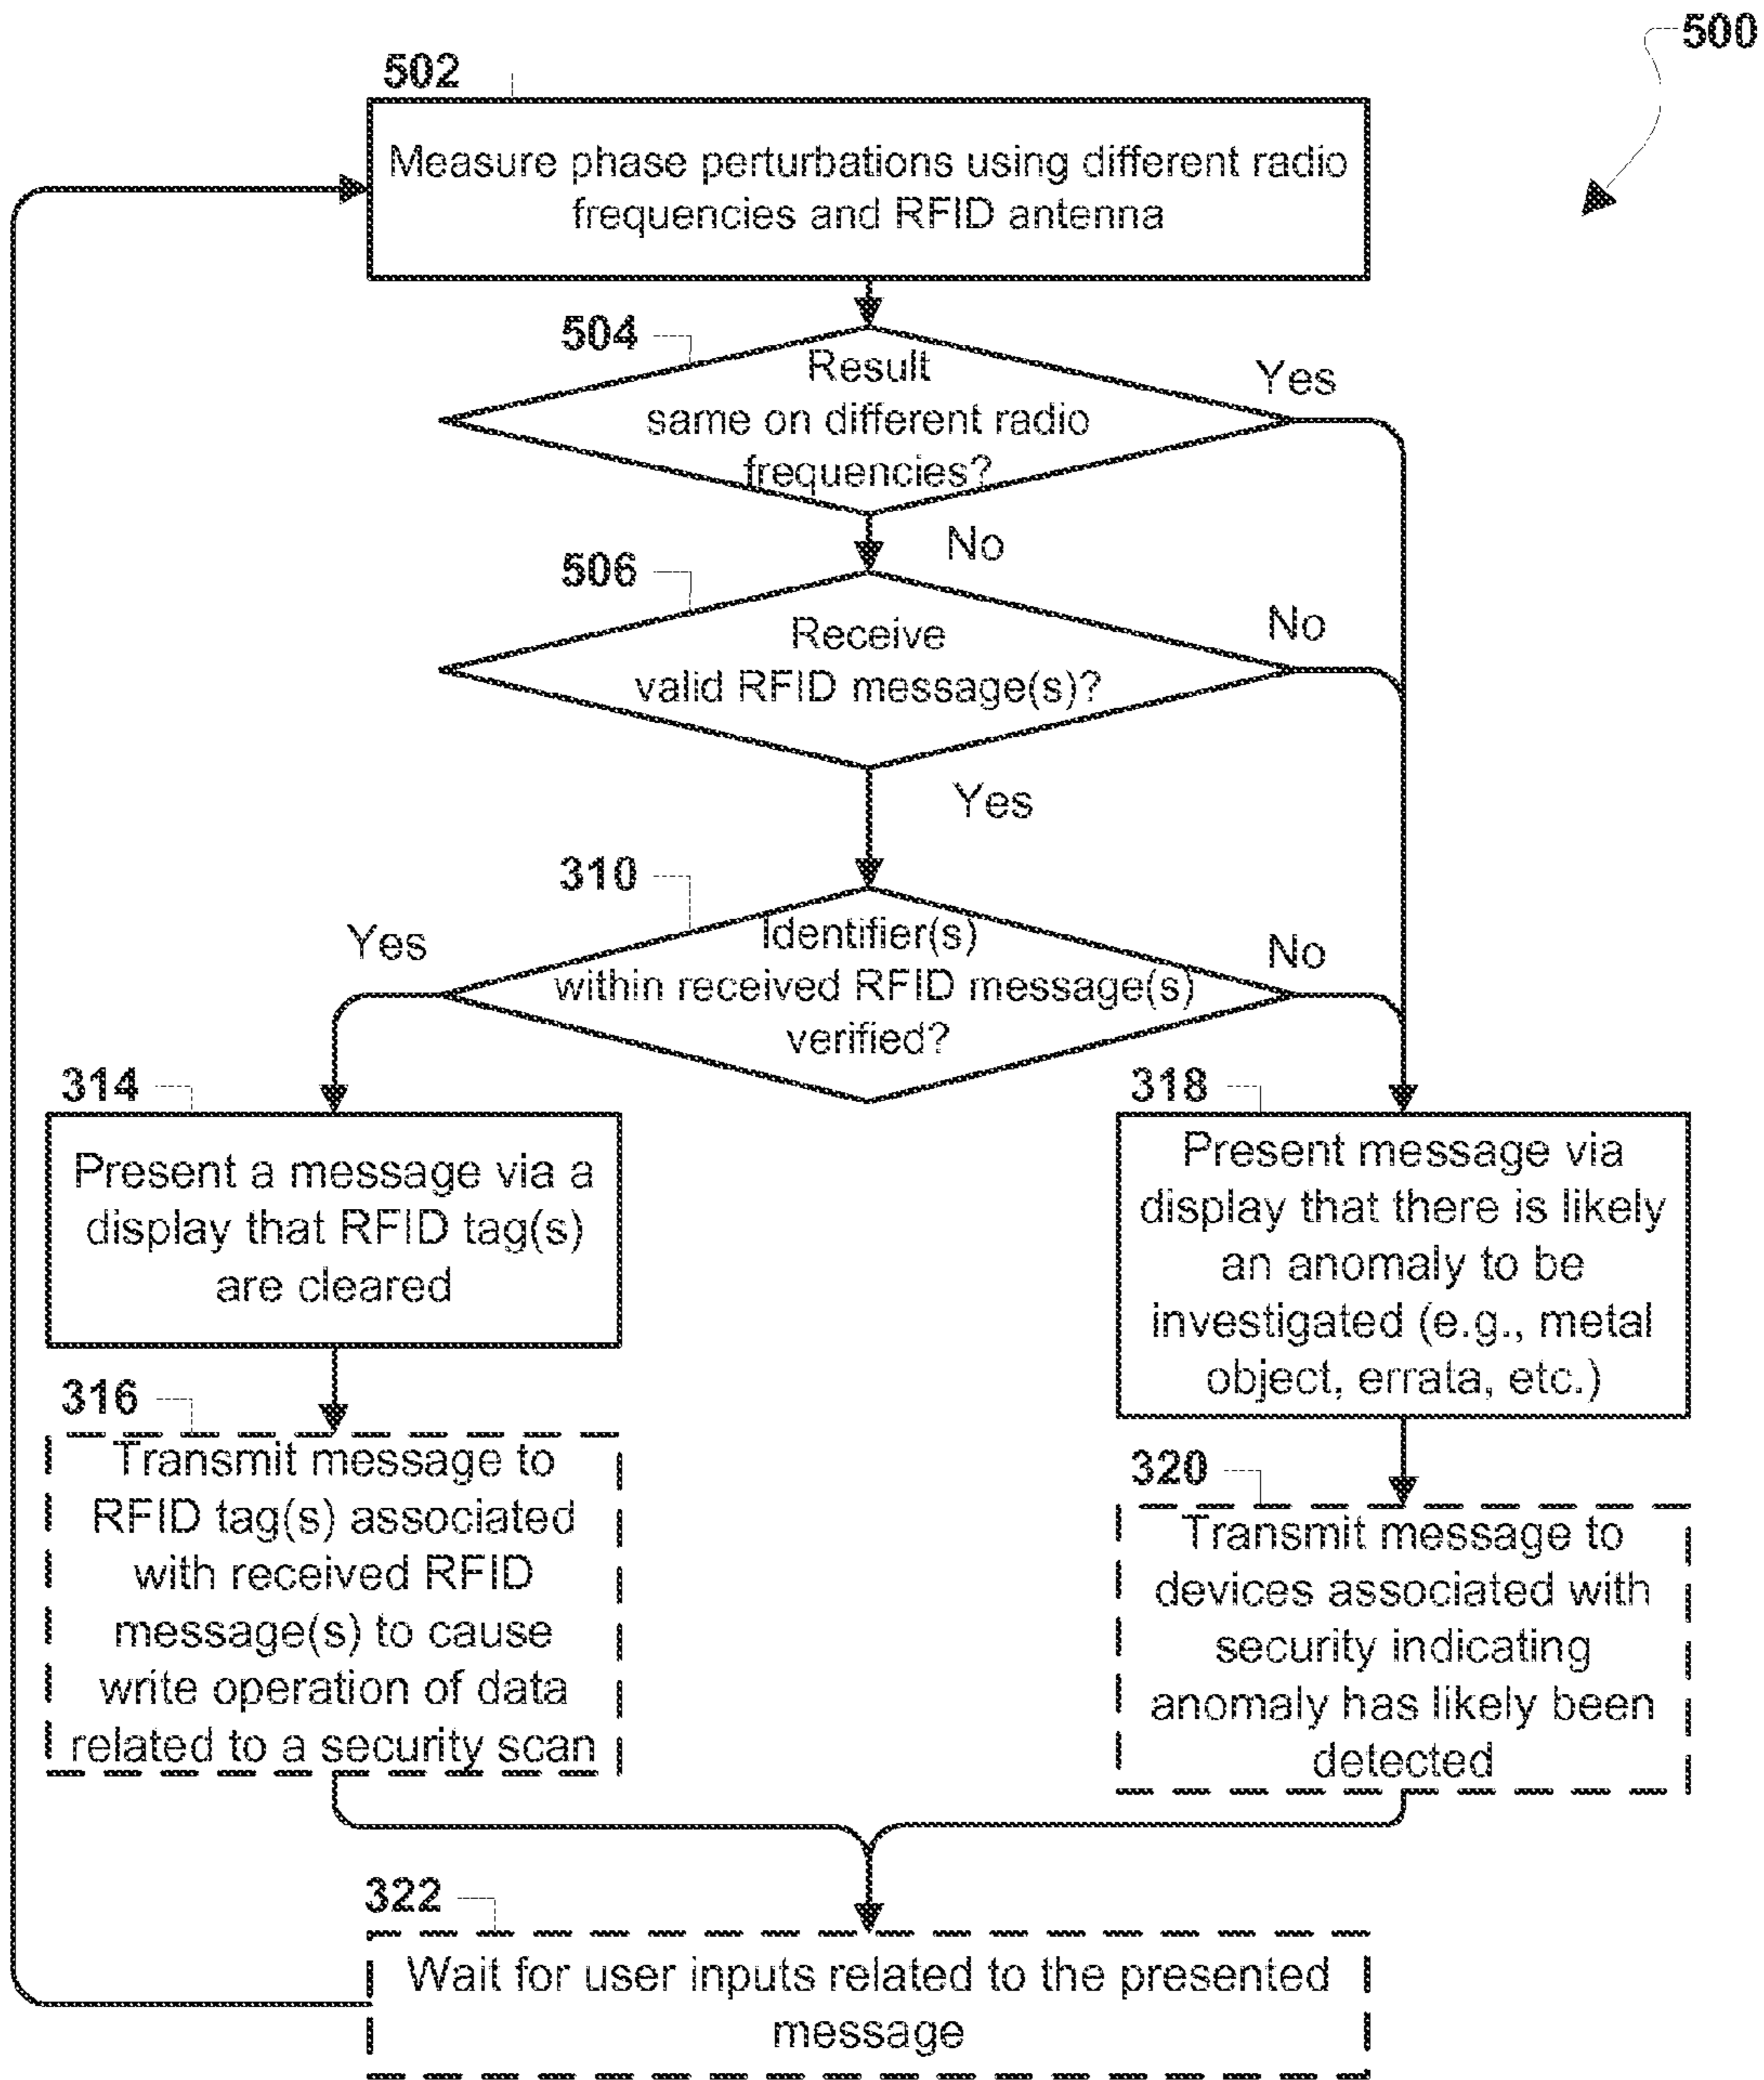 500
502
Measure phase perturbations using different radio
frequencies and RFID antenna
504
Result
same on different radio
frequencies?
Yes
No
506
Receive
valid RFID message(s)?
No
Yes
310
Identifier(s)
within received RFID message(s)
verified?
Yes
No
314
Present a message via a
display that RFID tag(s)
are cleared
318
Present message via
display that there is likely
an anomaly to be
investigated (e.g., metal
object, errata, etc.)
316
Transmit message to
RFID tag(s) associated
with received RFID
message(s) to cause
write operation of data
related to a security scan
320
Transmit message to
devices associated with
security indicating
anomaly has likely been
detected
322
Wait for user inputs related to the presented
message